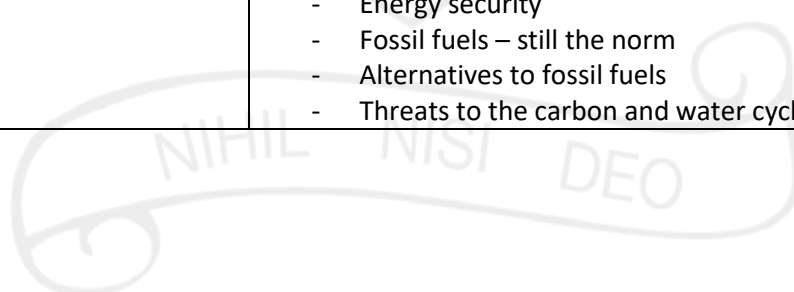 - Energy security
- Fossil fuels – still the norm
- Alternatives to fossil fuels
- Threats to the carbon and water
NIHIL NISI DEO